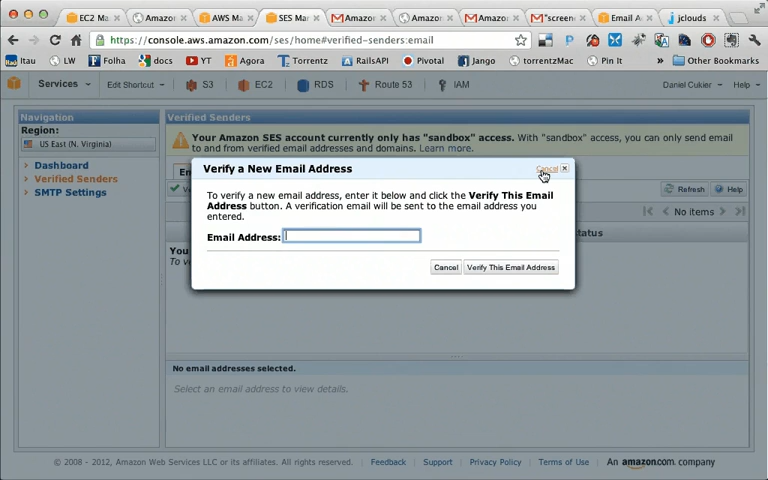 EC2 Ma
Amazon
AWS Ma
SES Ma
Gmail A
Amazon
Amazon
"screen
Email A
jclouds
https://console.aws.amazon.com/ses/home#verified-senders:email
Itau
LW
Folha
docs
YT
Agora
Torrentz
RailsAPI
Pivotal
Jango
torrentzMac
Pin It
»
Other Bookmarks
Services
Edit Shortcut
S3
EC2
RDS
Route 53
IAM
Daniel Cukier
Help
Navigation
Region:
US East (N. Virginia)
Dashboard
Verified Senders
SMTP Settings
Verified Senders
Your Amazon SES account currently only has "sandbox" access. With "sandbox" access, you can only send email
to and from verified email addresses and domains. Learn more.
Refresh
Help
No items
Verify a New Email Address
Cancel
To verify a new email address, enter it below and click the Verify This Email
Address button. A verification email will be sent to the email address you
entered.
Email Address:
Cancel
Verify This Email Address
No email addresses selected.
Select an email address to view details.
© 2008 - 2012, Amazon Web Services LLC or its affiliates. All rights reserved.
Feedback
Support
Privacy Policy
Terms of Use
An amazon.com company